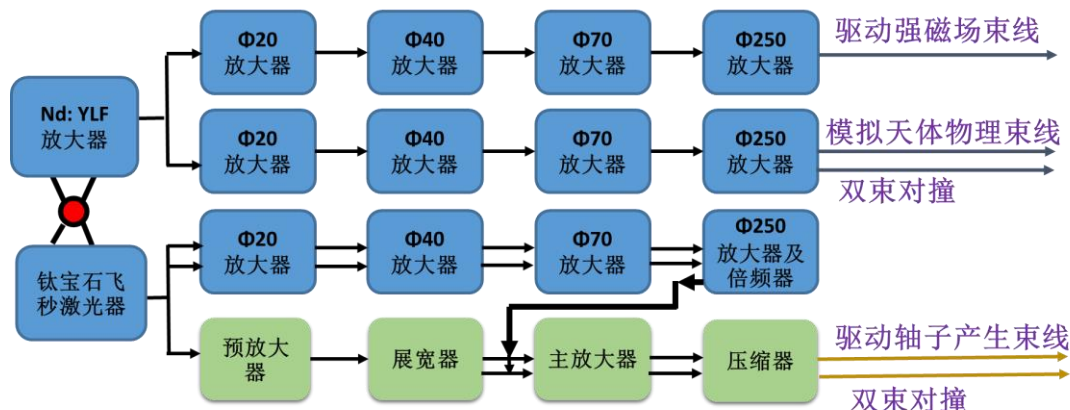 Nd: YLF
放大器
钛宝石飞
秒激光器
Φ20
放大器
Φ40
放大器
Φ70
放大器
Φ250
放大器
驱动强磁场束线
Φ20
放大器
Φ40
放大器
Φ70
放大器
Φ250
放大器
模拟天体物理束线
双束对撞
Φ20
放大器
Φ40
放大器
Φ70
放大器
Φ250
放大器及
倍频器
预放大
器
展宽器
主放大器
压缩器
驱动轴子产生束线
双束对撞